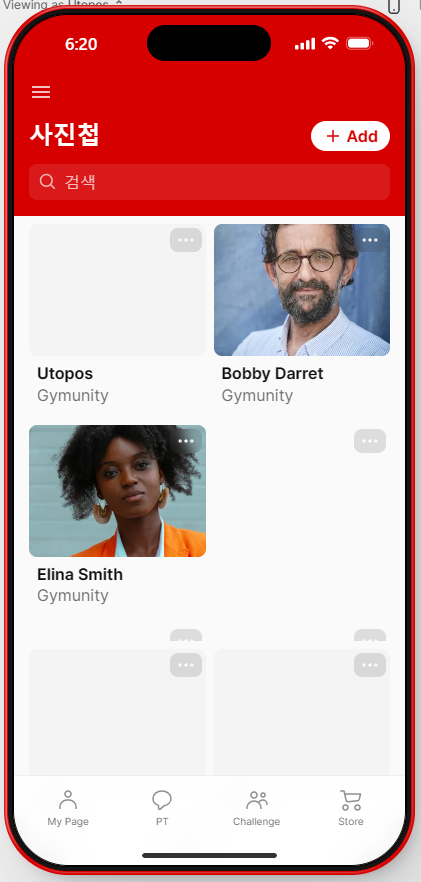 Viewing as Utopos
6:20
사진첩
+ Add
검색
Utopos
Gymunity
Bobby Darret
Gymunity
Elina Smith
Gymunity
My Page
PT
Challenge
Store